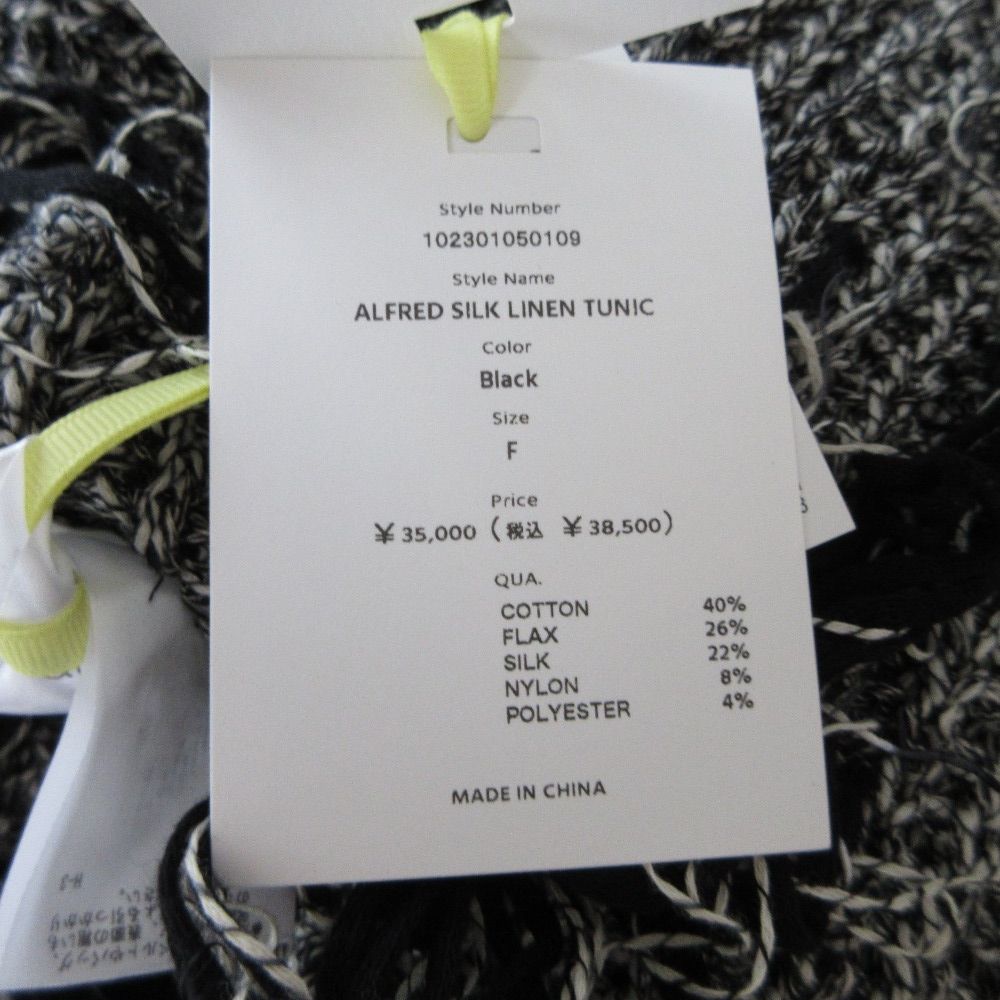 Style Number
102301050109
Style Name
ALFRED SILK LINEN TUNIC
Color
Black
Size
F
Price
¥35,000 (税込 ¥38,500)
QUA.
COTTON 40%
FLAX 26%
SILK 22%
NYLON 8%
POLYESTER 4%
MADE IN CHINA